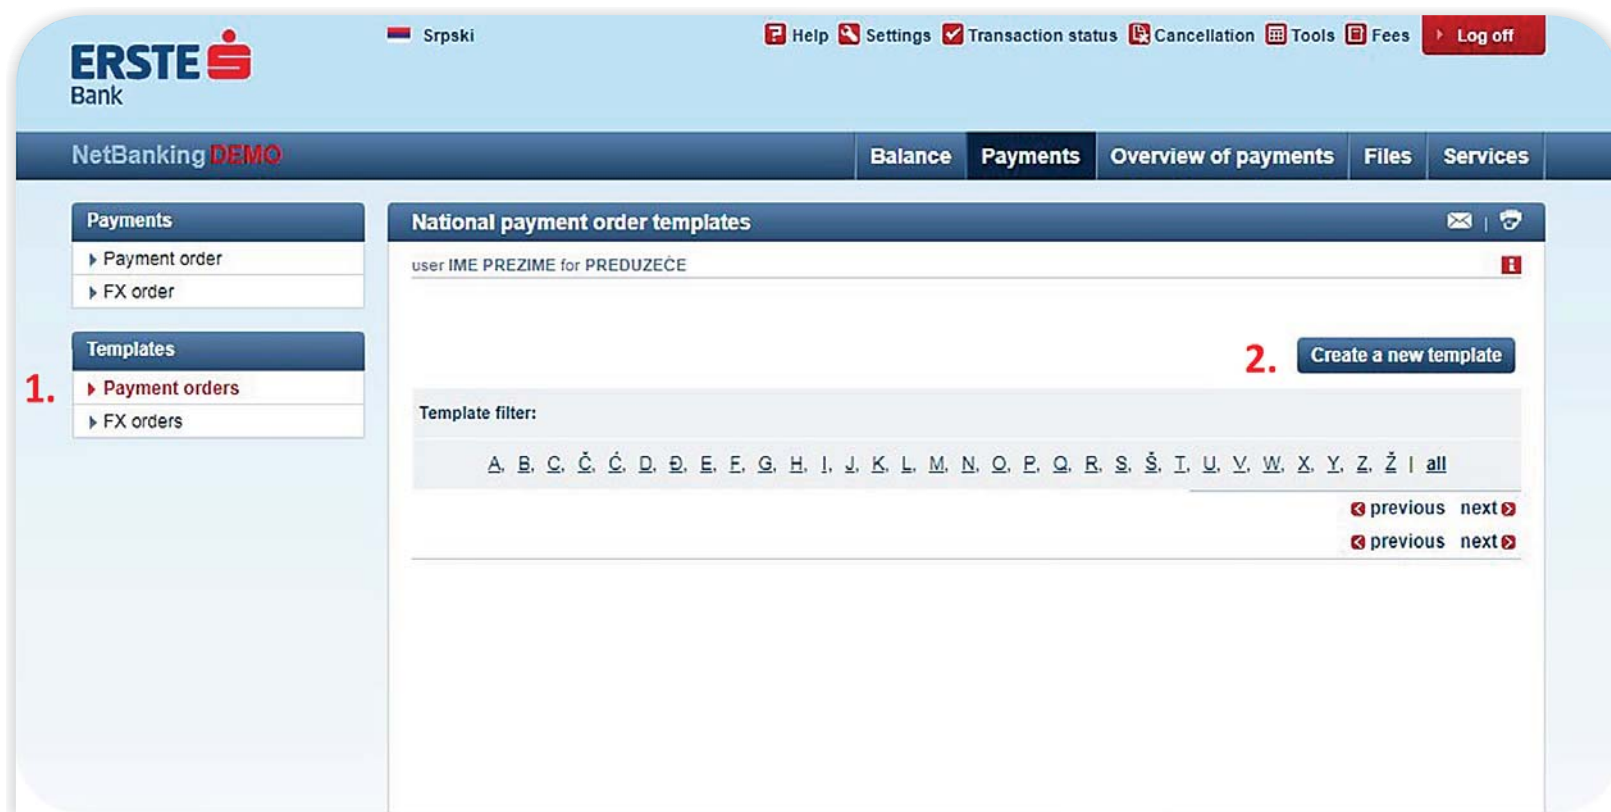 ERSTE
Bank
Srpski
Help Settings Transaction status Cancellation Tools Fees Log off
NetBanking DEMO
Balance Payments Overview of payments Files Services
Payments
Payment order
FX order
Templates
1. Payment orders
FX orders
National payment order templates
user IME PREZIME for PREDUZEĆE
2. Create a new template
Template filter:
A, B, C, Č, Ć, D, Đ, E, F, G, H, I, J, K, L, M, N, O, P, Q, R, S, Š, T, U, V, W, X, Y, Z, Ž | all
previous next
previous next